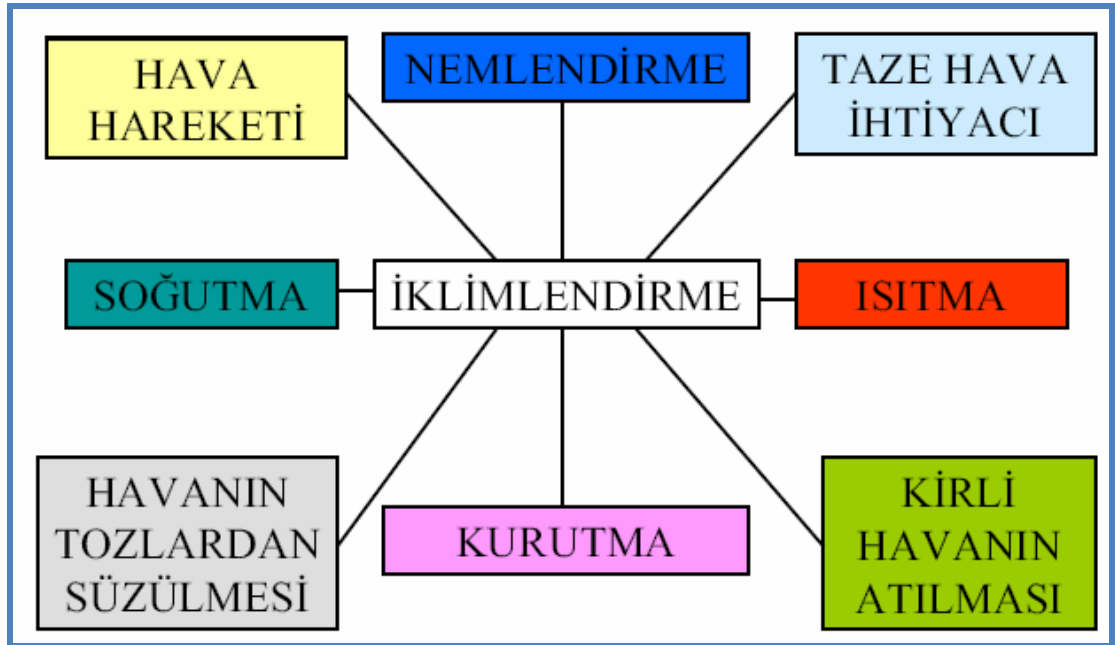 HAVA
HAREKETİ
NEMLENDİRME
TAZE HAVA
İHTİYACI
SOĞUTMA
İKLİMLENDİRME
ISITMA
HAVANIN
TOZLARDAN
SÜZÜLMESİ
KURUTMA
KİRLİ
HAVANIN
ATILMASI